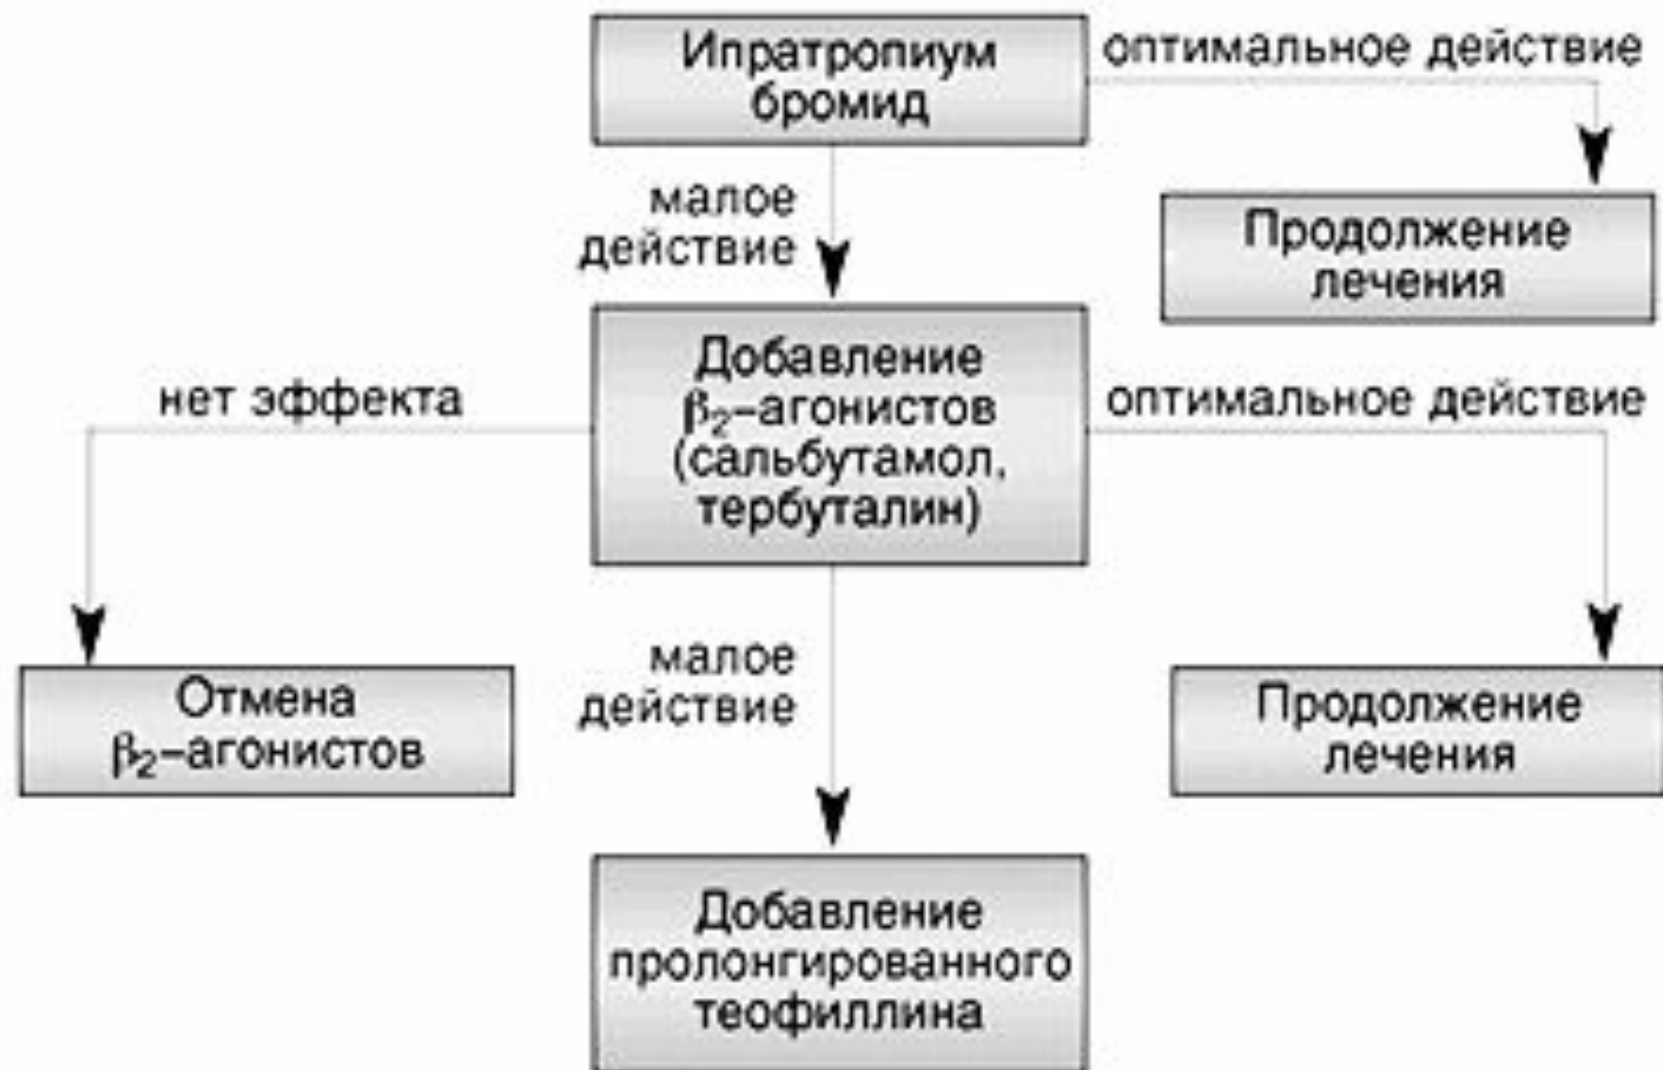 Ипратропиум
бромид
оптимальное действие
малое
действие
Продолжение
лечения
Добавление
β₂–агонистов
(сальбутамол,
тербуталин)
нет эффекта
оптимальное действие
Отмена
β₂–агонистов
малое
действие
Продолжение
лечения
Добавление
пролонгированного
теофиллина